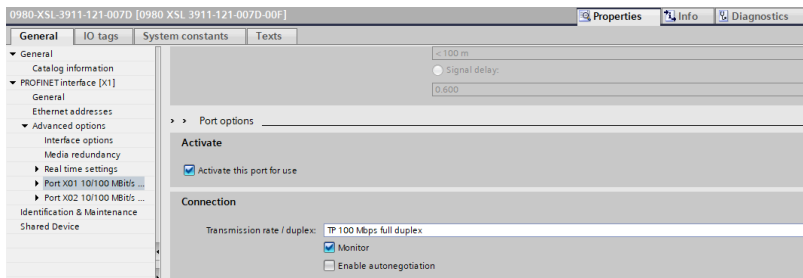 0980-XSL-3911-121-007D [0980 XSL 3911-121-007D-00F]
Properties
Info
Diagnostics
General
IO tags
System constants
Texts
General
Catalog information
PROFINET interface [X1]
General
Ethernet addresses
Advanced options
Interface options
Media redundancy
Real time settings
Port X01 10/100 MBit/s ...
Port X02 10/100 MBit/s ...
Identification & Maintenance
Shared Device
< 100 m
Signal delay:
0.600
> > Port options
Activate
Activate this port for use
Connection
Transmission rate / duplex: TP 100 Mbps full duplex
Monitor
Enable autonegotiation